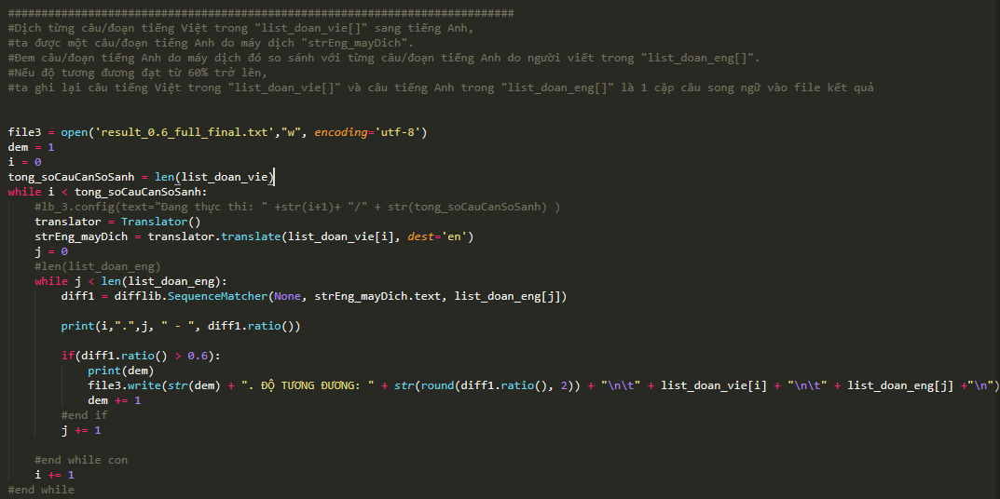 ############################################################################
#Dịch từng câu/đoạn tiếng Việt trong "list_doan_vie[]" sang tiếng Anh,
#ta được một câu/đoạn tiếng Anh do máy dịch "strEng_mayDich".
#Đem câu/đoạn tiếng Anh do máy dịch đó so sánh với từng câu/đoạn tiếng Anh do người viết trong "list_doan_eng[]".
#Nếu độ tương đương đạt từ 60% trở lên,
#ta ghi lại câu tiếng Việt trong "list_doan_vie[]" và câu tiếng Anh trong "list_doan_eng[]" là 1 cặp câu song ngữ vào file kết quả
file3 = open('result_0.6_full_final.txt',"w", encoding='utf-8')
dem = 1
i = 0
tong_soCauCanSoSanh = len(list_doan_vie)
while i < tong_soCauCanSoSanh:
    #lb_3.config(text="Đang thực thi: " +str(i+1)+ "/" + str(tong_soCauCanSoSanh) )
    translator = Translator()
    strEng_mayDich = translator.translate(list_doan_vie[i], dest='en')
    j = 0
    #len(list_doan_eng)
    while j < len(list_doan_eng):
        diff1 = difflib.SequenceMatcher(None, strEng_mayDich.text, list_doan_eng[j])
        print(i,".",j, " - ", diff1.ratio())
        if(diff1.ratio() > 0.6):
            print(dem)
            file3.write(str(dem) + ". ĐỘ TƯƠNG ĐƯƠNG: " + str(round(diff1.ratio(), 2)) + "\n\t" + list_doan_vie[i] + "\n\t" + list_doan_eng[j] +"\n")
            dem += 1
        #end if
        j += 1
    #end while con
    i += 1
#end while